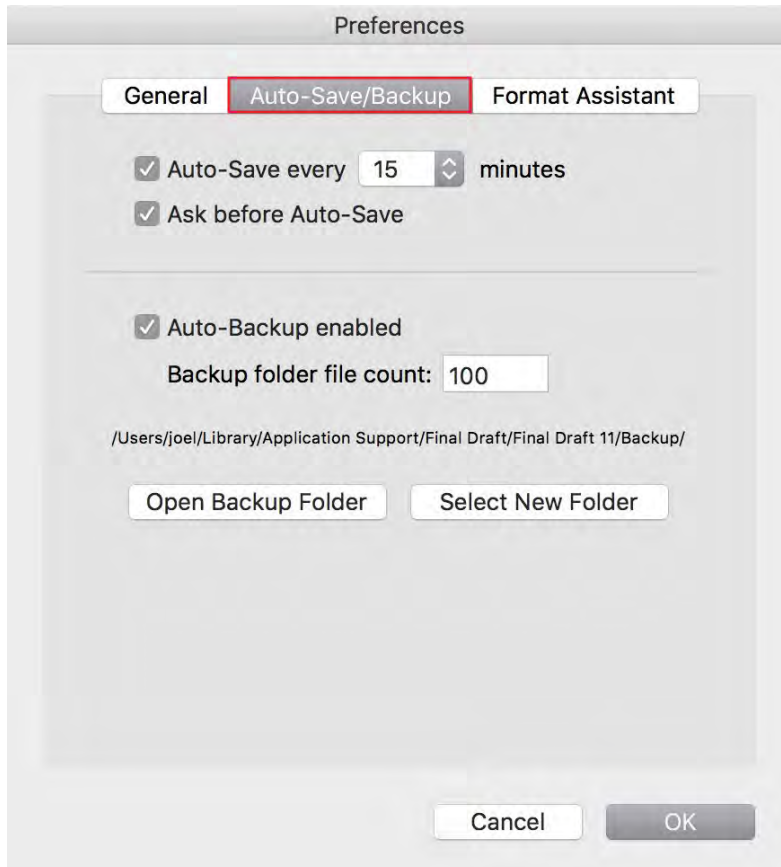 Preferences
General Auto-Save/Backup Format Assistant
Auto-Save every 15 minutes
Ask before Auto-Save
Auto-Backup enabled
Backup folder file count: 100
/Users/joel/Library/Application Support/Final Draft/Final Draft 11/Backup/
Open Backup Folder Select New Folder
Cancel OK